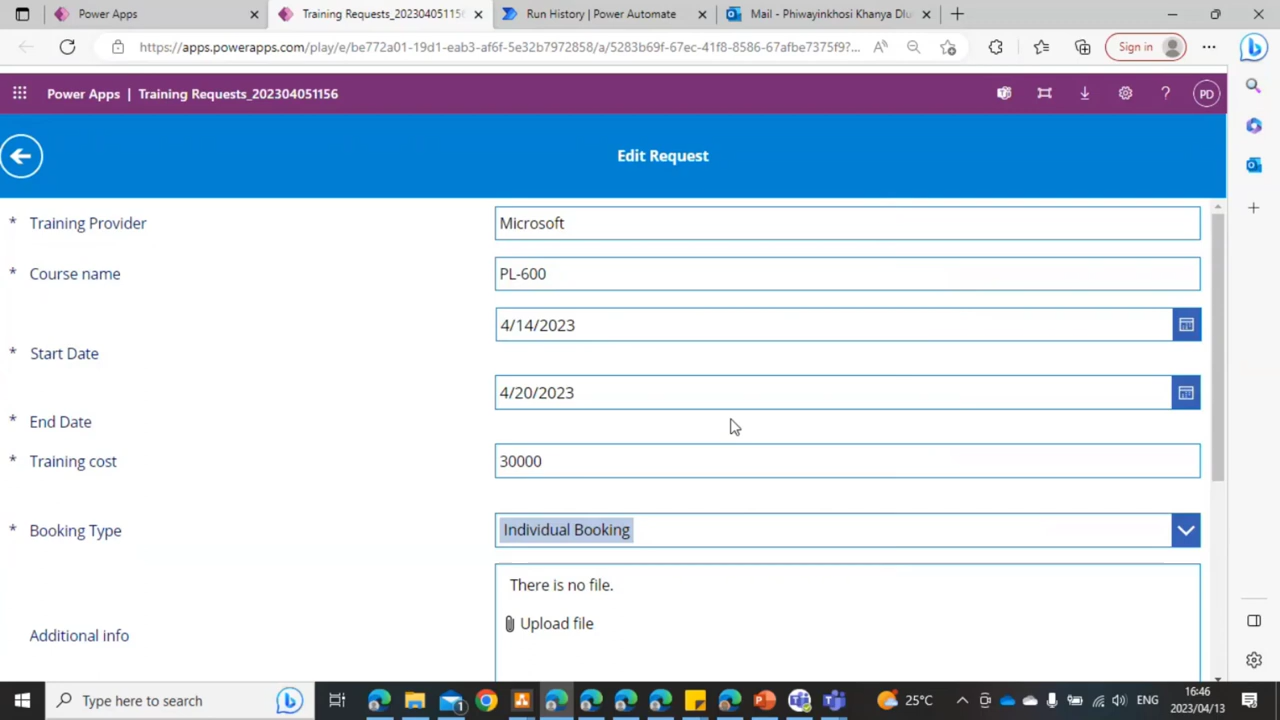 Power Apps
Training Requests_20230405115
Run History | Power Automate
Mail - Phiwayinkhosi Khanya Dlu
https://apps.powerapps.com/play/e/be772a01-19d1-eab3-af6f-5e32b7972858/a/5283b69f-67ec-41f8-8586-67afbe7375f9?...
Sign in
Power Apps | Training Requests_202304051156
PD
Edit Request
* Training Provider
Microsoft
* Course name
PL-600
4/14/2023
* Start Date
4/20/2023
* End Date
* Training cost
30000
* Booking Type
Individual Booking
There is no file.
Upload file
Additional info
Type here to search
1
25°C
ENG
16:46
2023/04/13